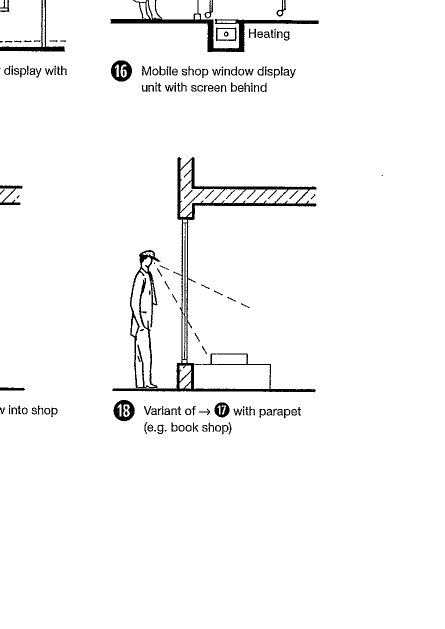 Heating
display with
16 Mobile shop window display
unit with screen behind
w into shop
18 Variant of → 17 with parapet
(e.g. book shop)